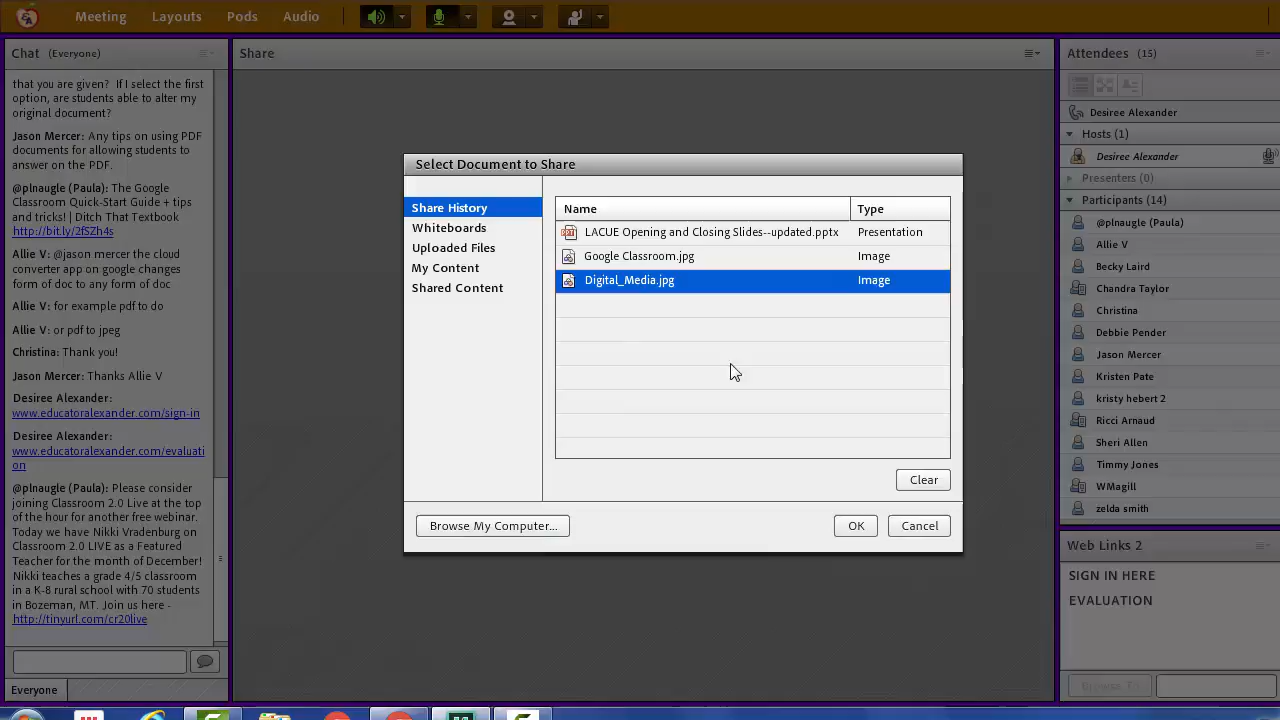 Meeting Layouts Pods Audio
Chat (Everyone)
that you are given? If I select the first
option, are students able to alter my
original document?
Jason Mercer: Any tips on using PDF
documents for allowing students to
answer on the PDF.
@plnaugle (Paula): The Google
Classroom Quick-Start Guide + tips
and tricks! | Ditch That Textbook
http://bit.ly/2fSZh4s
Allie V: @jason mercer the cloud
converter app on google changes
form of doc to any form of doc
Allie V: for example pdf to do
Allie V: or pdf to jpeg
Christina: Thank you!
Jason Mercer: Thanks Allie V
Desiree Alexander:
www.educatoralexander.com/sign-in
Desiree Alexander:
www.educatoralexander.com/evaluati
on
@plnaugle (Paula): Please consider
joining Classroom 2.0 Live at the top
of the hour for another free webinar.
Today we have Nikki Vradenburg on
Classroom 2.0 LIVE as a Featured
Teacher for the month of December!
Nikki teaches a grade 4/5 classroom
in a K-8 rural school with 70 students
in Bozeman, MT. Join us here -
http://tinyurl.com/cr20live
Everyone
Share
Select Document to Share
Share History
Whiteboards
Uploaded Files
My Content
Shared Content
Name Type
LACUE Opening and Closing Slides--updated.pptx Presentation
Google Classroom.jpg Image
Digital_Media.jpg Image
Clear
Browse My Computer... OK Cancel
Attendees (15)
Desiree Alexander
Hosts (1)
Desiree Alexander
Presenters (0)
Participants (14)
@plnaugle (Paula)
Allie V
Becky Laird
Chandra Taylor
Christina
Debbie Pender
Jason Mercer
Kristen Pate
kristy hebert 2
Ricci Arnaud
Sheri Allen
Timmy Jones
WMagill
zelda smith
Web Links 2
SIGN IN HERE
EVALUATION